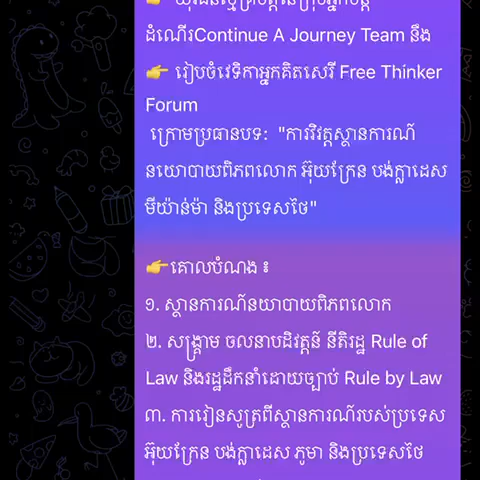 ដំណើរContinue A Journey Team នឹង
👉 រៀបចំវេទិកាអ្នកគិតសេរី Free Thinker
Forum
ក្រោមប្រធានបទ: "ការវិវត្តស្ថានការណ៍
នយោបាយពិភពលោក អ៊ុយក្រែន បង់ក្លាដេស
មីយ៉ាន់ម៉ា និងប្រទេសថៃ"
👉គោលបំណង ៖
១. ស្ថានការណ៍នយាបាយពិភពលោក
២. សង្គ្រាម ចលនាបដិវត្តន៍ នីតិរដ្ឋ Rule of
Law និងរដ្ឋដឹកនាំដោយច្បាប់ Rule by Law
៣. ការរៀនសូត្រពីស្ថានការណ៍របស់ប្រទេស
អ៊ុយក្រែន បង់ក្លាដេស ភូមា និងប្រទេសថៃ